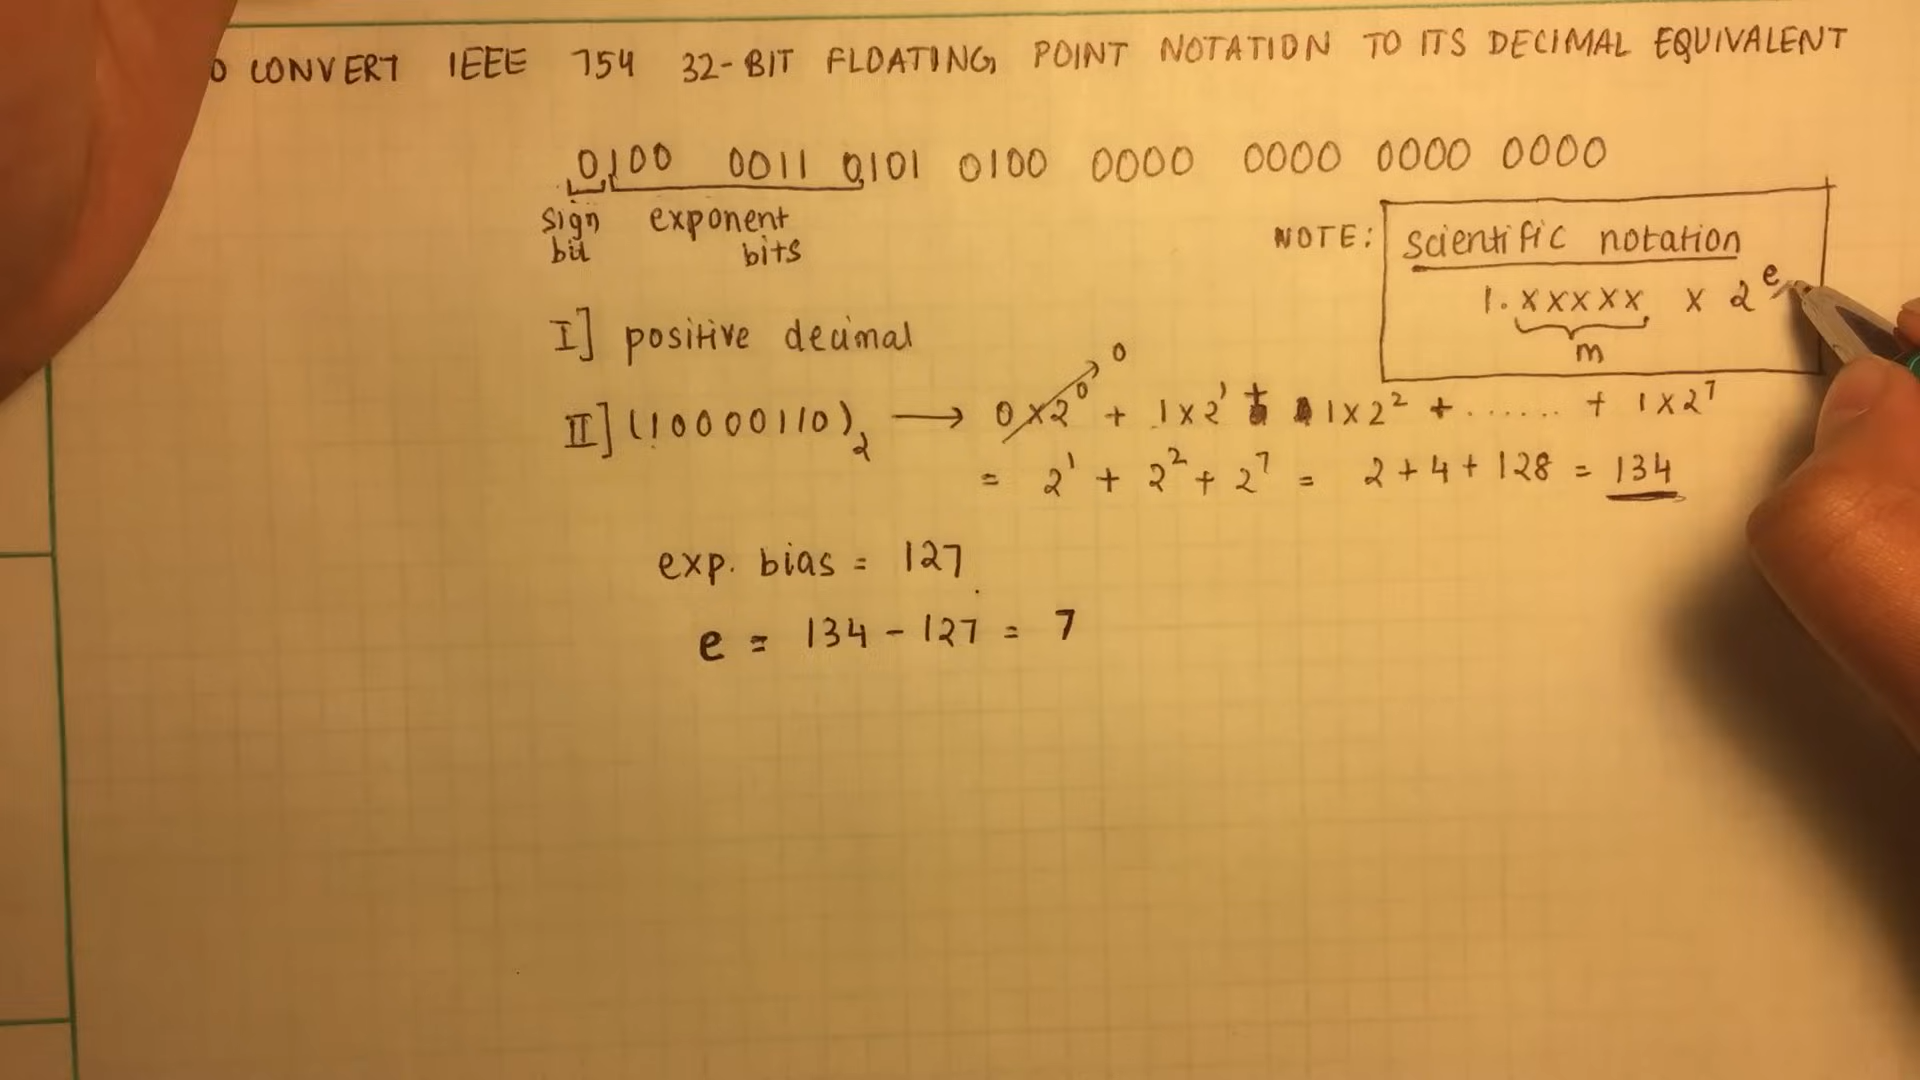 O CONVERT IEEE 754 32-BIT FLOATING POINT NOTATION TO ITS DECIMAL EQUIVALENT
0100 0011 0101 0100 0000 0000 0000 0000
sign bit
exponent bits
NOTE:
scientific notation
1.xxxxx x 2^e
m
I] positive decimal
II] (10000110)₂ → 0x2⁰ + 1x2¹ + 1x2² + ...... + 1x2⁷
0
= 2¹ + 2² + 2⁷ = 2+4+128 = 134
exp. bias = 127
e = 134 - 127 = 7